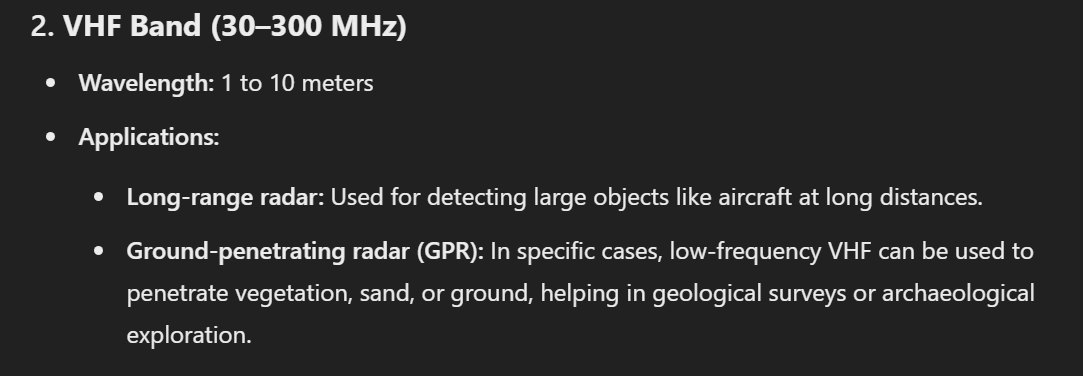 2. VHF Band (30–300 MHz)
• Wavelength: 1 to 10 meters
• Applications:
• Long-range radar: Used for detecting large objects like aircraft at long distances.
• Ground-penetrating radar (GPR): In specific cases, low-frequency VHF can be used to
penetrate vegetation, sand, or ground, helping in geological surveys or archaeological
exploration.